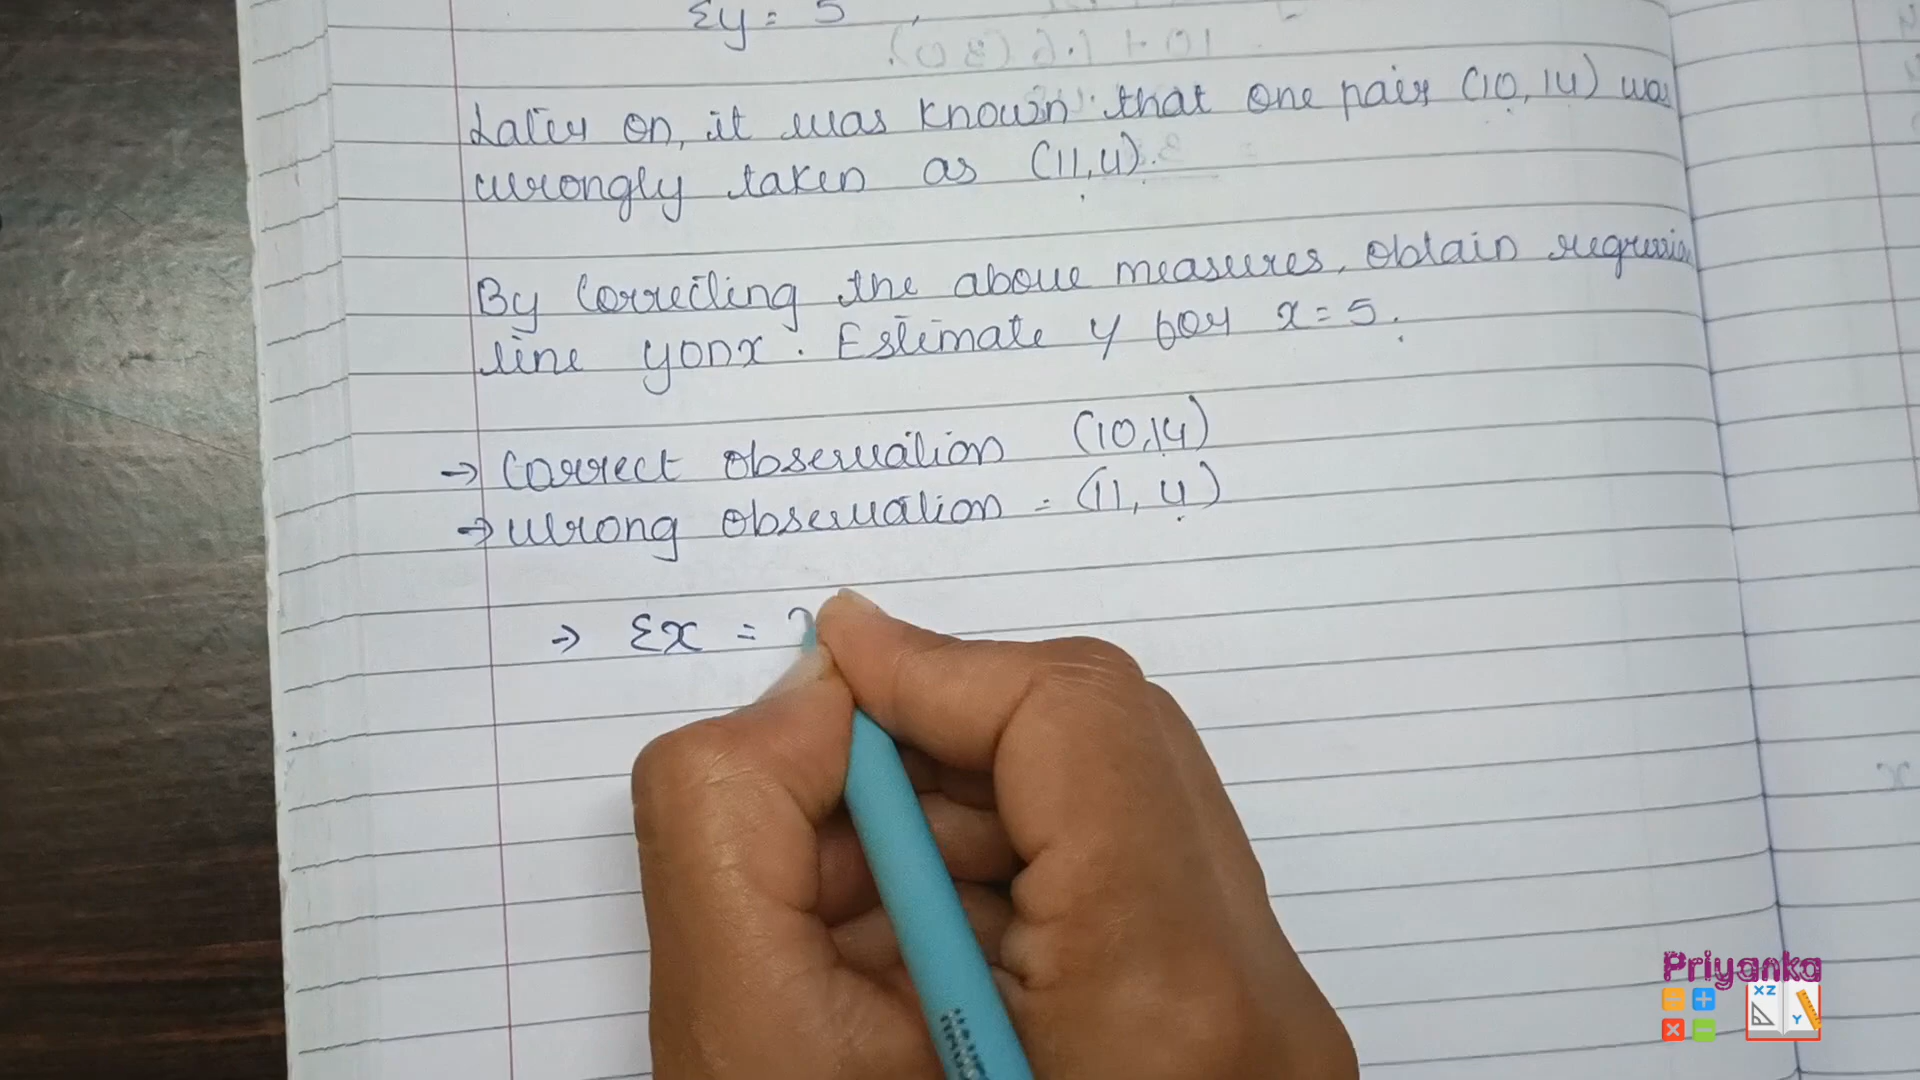 Σy = 5
Later on, it was known that one pair (10, 14) was
wrongly taken as (11, 4).
By correcting the above measures, obtain regression
line y on x. Estimate y for x = 5.
→ Correct observation (10, 14)
→ Wrong observation = (11, 4)
→ Σx =
Priyanka
XZ
Y